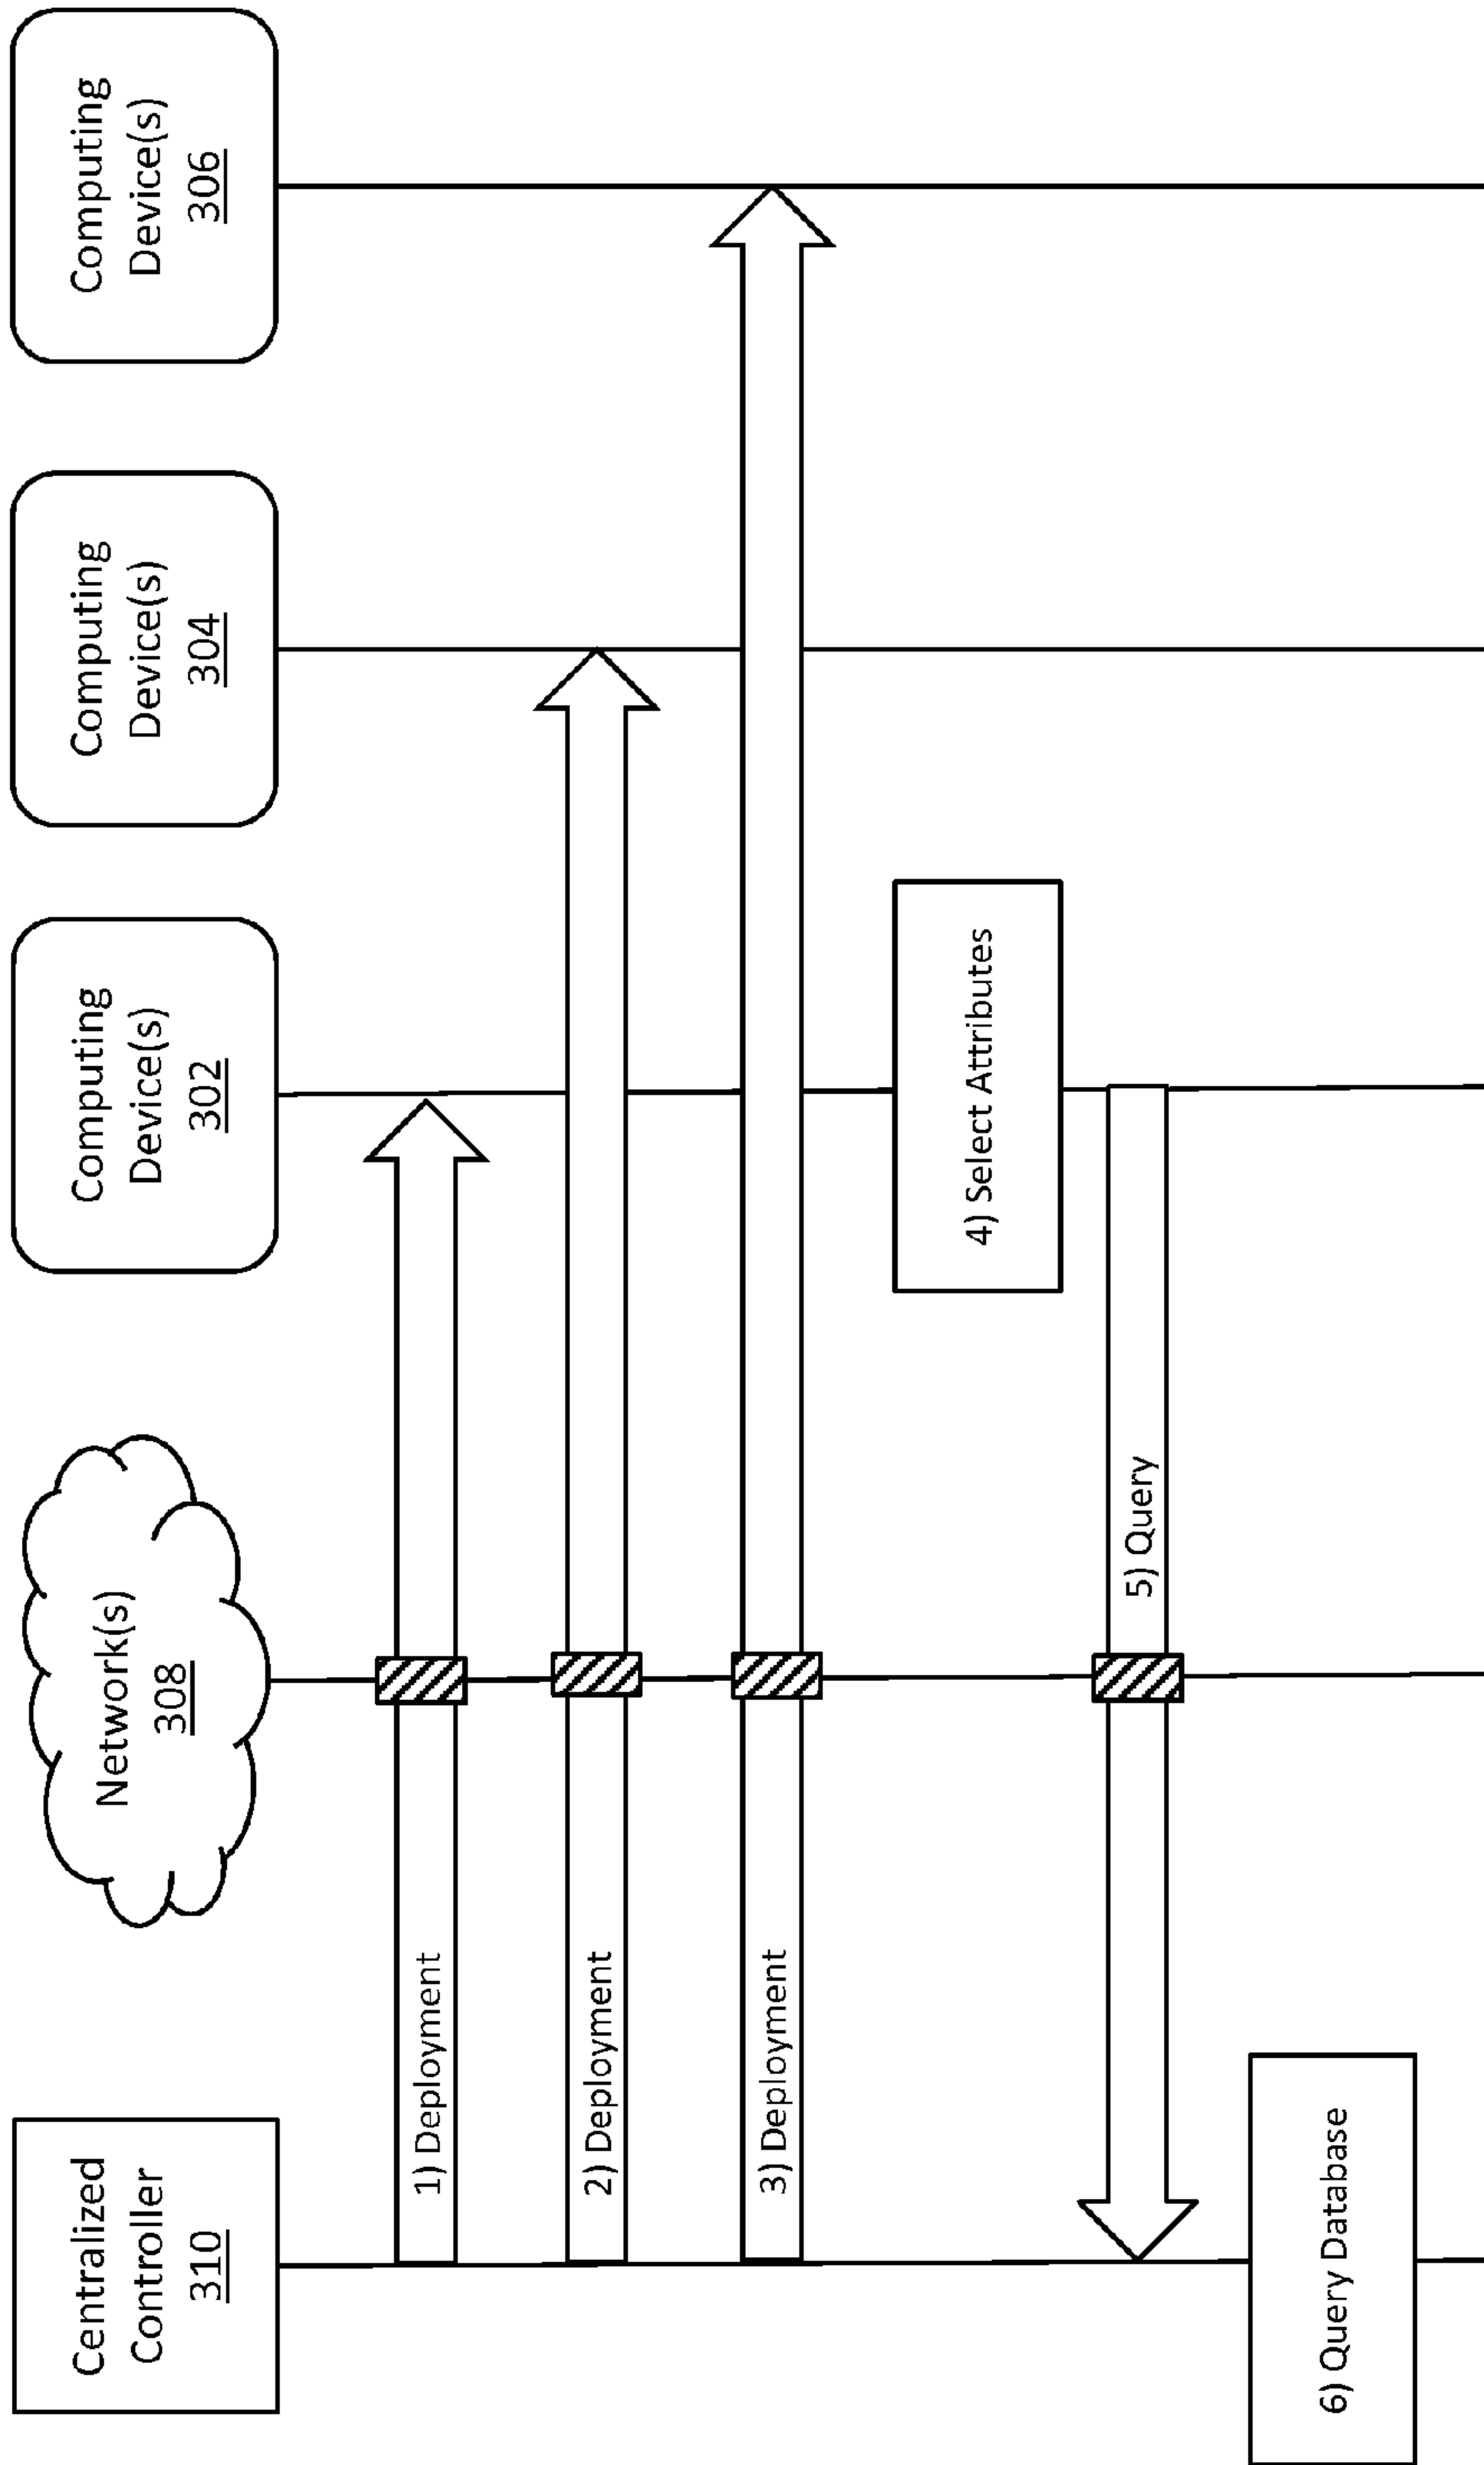 Centralized
Controller
310
Network(s)
308
Computing
Device(s)
302
Computing
Device(s)
304
Computing
Device(s)
306
1) Deployment
2) Deployment
3) Deployment
4) Select Attributes
5) Query
6) Query Database